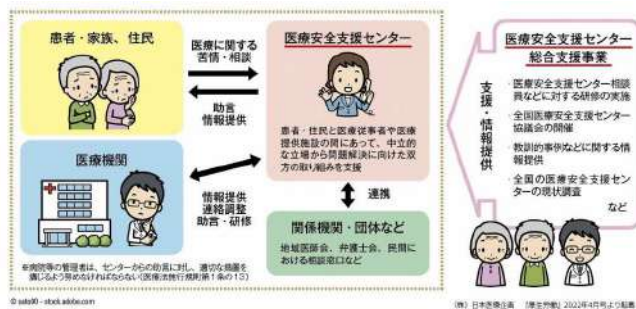 患者・家族、住民
医療に関する
苦情・相談
助言
情報提供
医療安全支援センター
患者・住民と医療従事者や医療
提供施設の間にあって、中立的
な立場から問題解決に向けた双
方の取り組みを支援
医療機関
情報提供
連絡調整
助言・研修
連携
関係機関・団体など
地域医師会、弁護士会、民間に
おける相談窓口など
※病院等の管理者は、センターからの助言に対し、適切な措置を
講じるよう努めなければならない（医療法施行規則第1条の13）
医療安全支援センター
総合支援事業
支援・情報提供
・医療安全支援センター相談
員などに対する研修の実施
・全国医療安全支援センター
協議会の開催
・教訓的事例などに関する情
報提供
・全国の医療安全支援セン
ターの現状調査
など
© sato00 - stock.adobe.com
（株）日本医療企画 『厚生労働』2022年4月号より転載